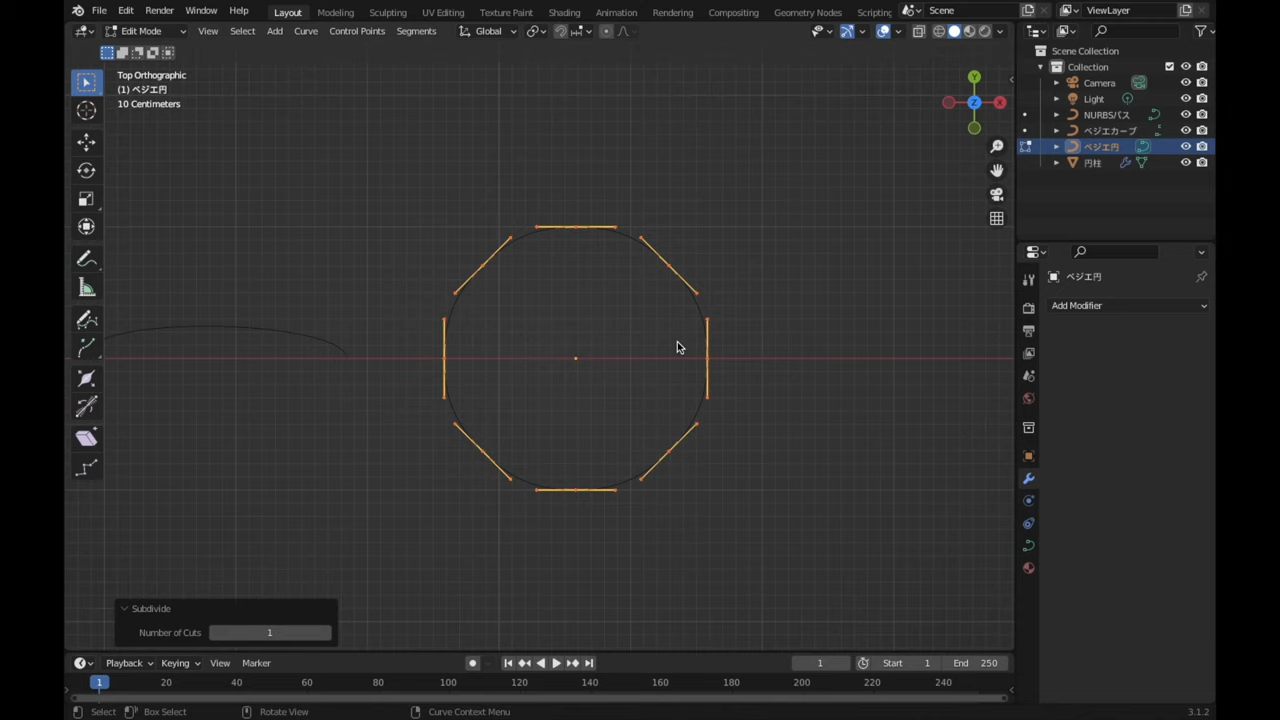 File Edit Render Window Help Layout Modeling Sculpting UV Editing Texture Paint Shading Animation Rendering Compositing Geometry Nodes Scripting Scene ViewLayer
Edit Mode View Select Add Curve Control Points Segments Global
Top Orthographic
(1) ベジエ円
10 Centimeters
Y
Z
X
Scene Collection
Collection
Camera
Light
NURBSパス
ベジエカーブ
ベジエ円
円柱
ベジエ円
Add Modifier
Subdivide
Number of Cuts 1
Playback Keying View Marker 1 Start 1 End 250
1 20 40 60 80 100 120 140 160 180 200 220 240
Select Box Select Rotate View Curve Context Menu 3.1.2